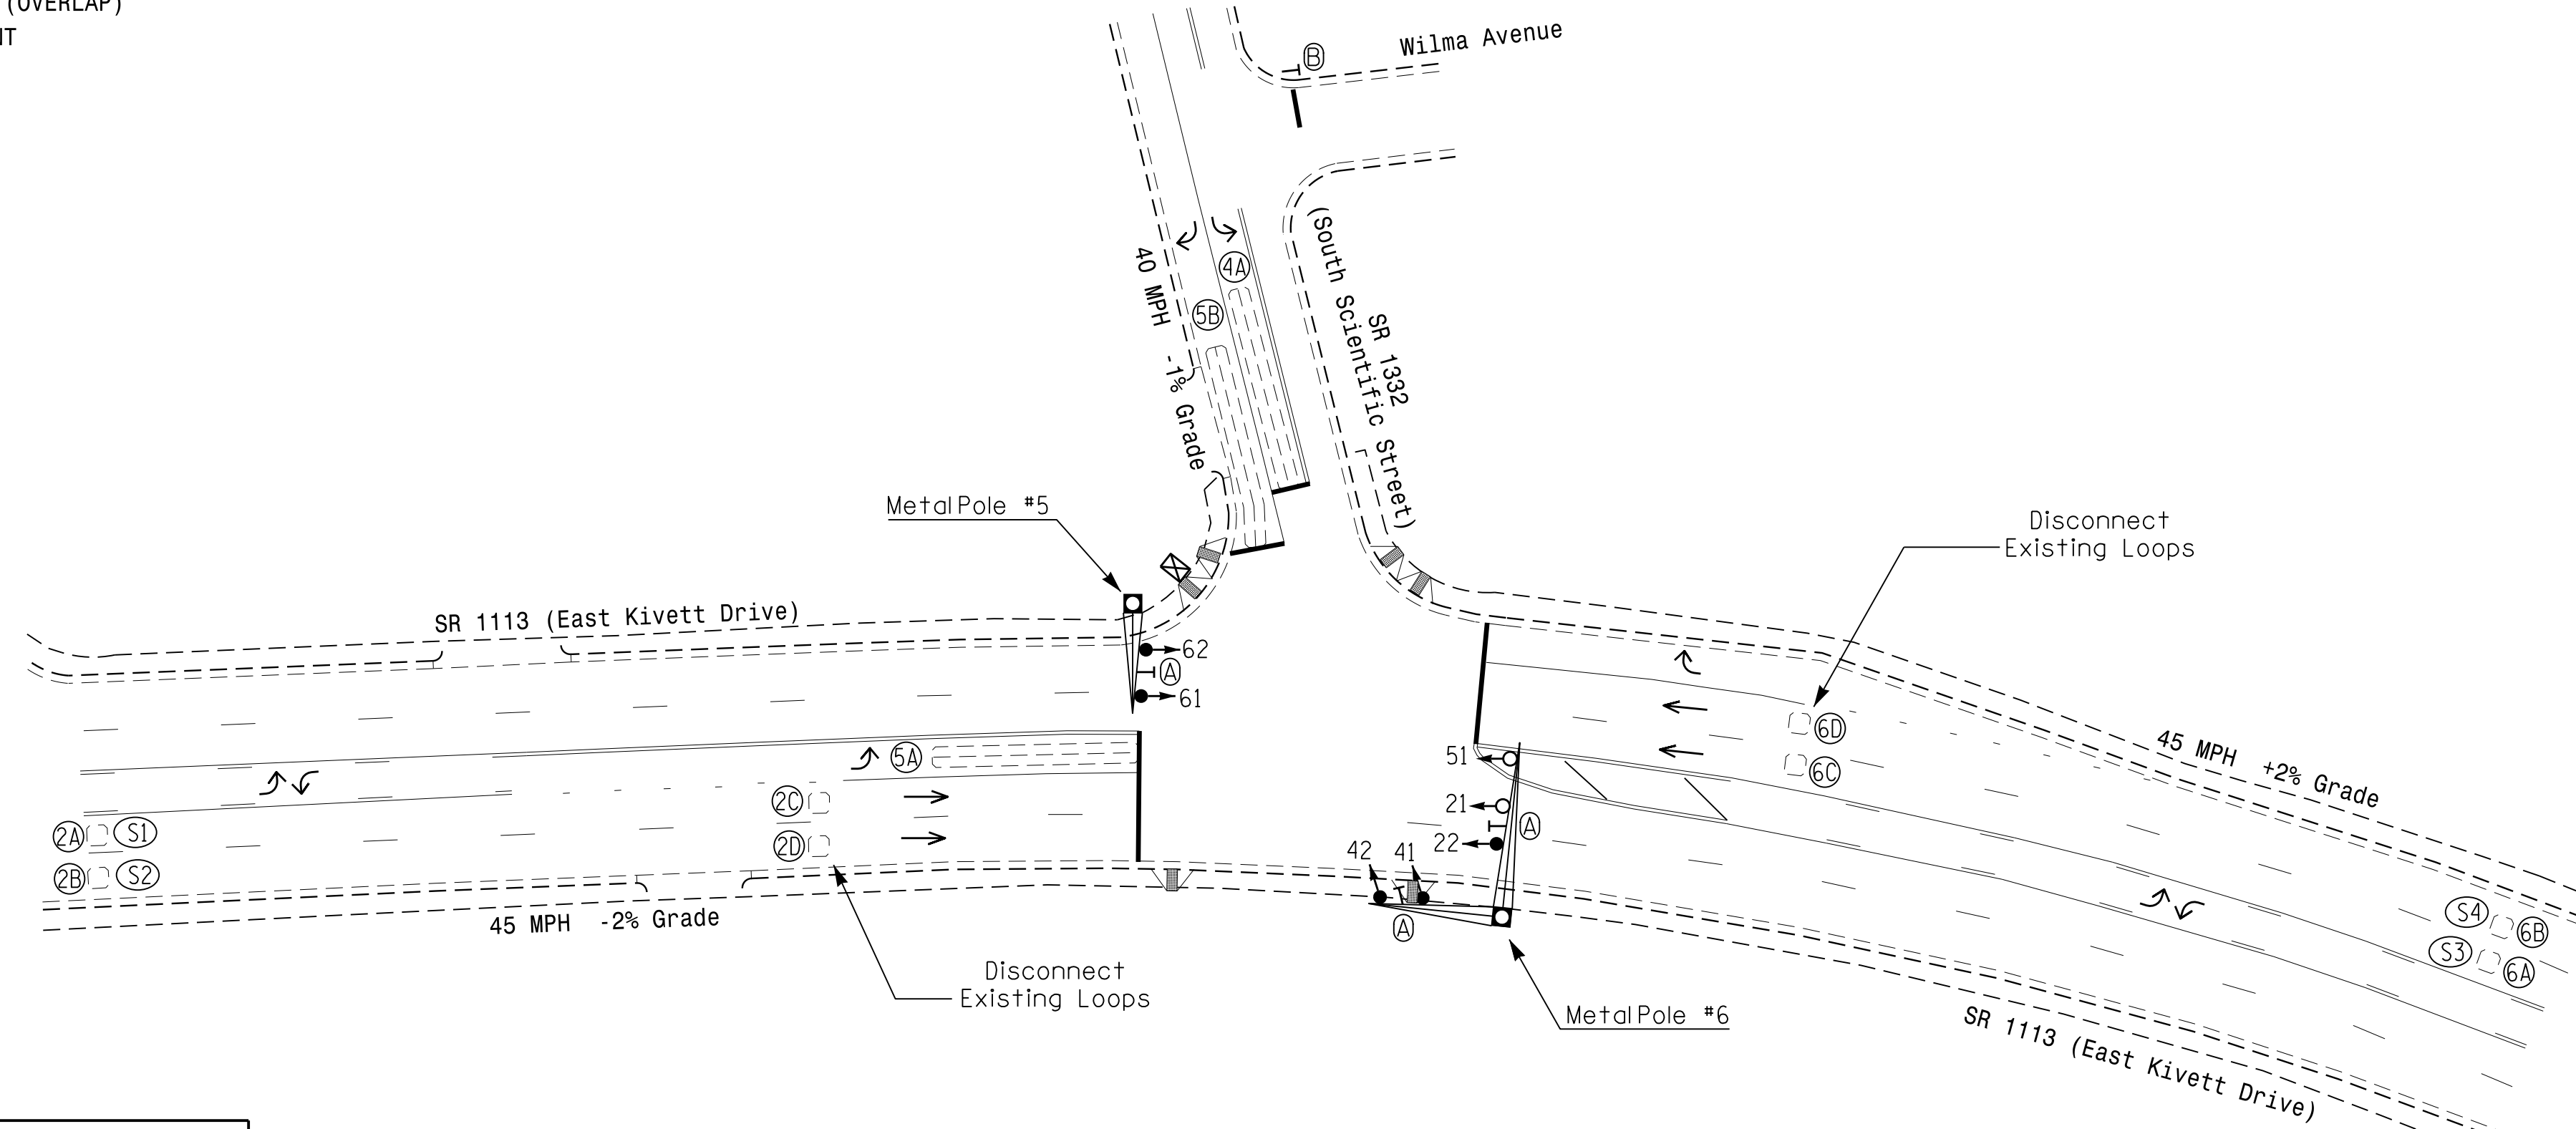 (OVERLAP)
NT
Wilma Avenue
B
(South Scientific Street)
SR 1332
40 MPH -1% Grade
4A
5B
Metal Pole #5
Disconnect
Existing Loops
SR 1113 (East Kivett Drive)
62
A
61
6D
6C
45 MPH +2% Grade
5A
51
2C
21
A
2A
S1
2D
22
42
41
2B
S2
45 MPH -2% Grade
A
S4
6B
S3
6A
Disconnect
Existing Loops
Metal Pole #6
SR 1113 (East Kivett Drive)